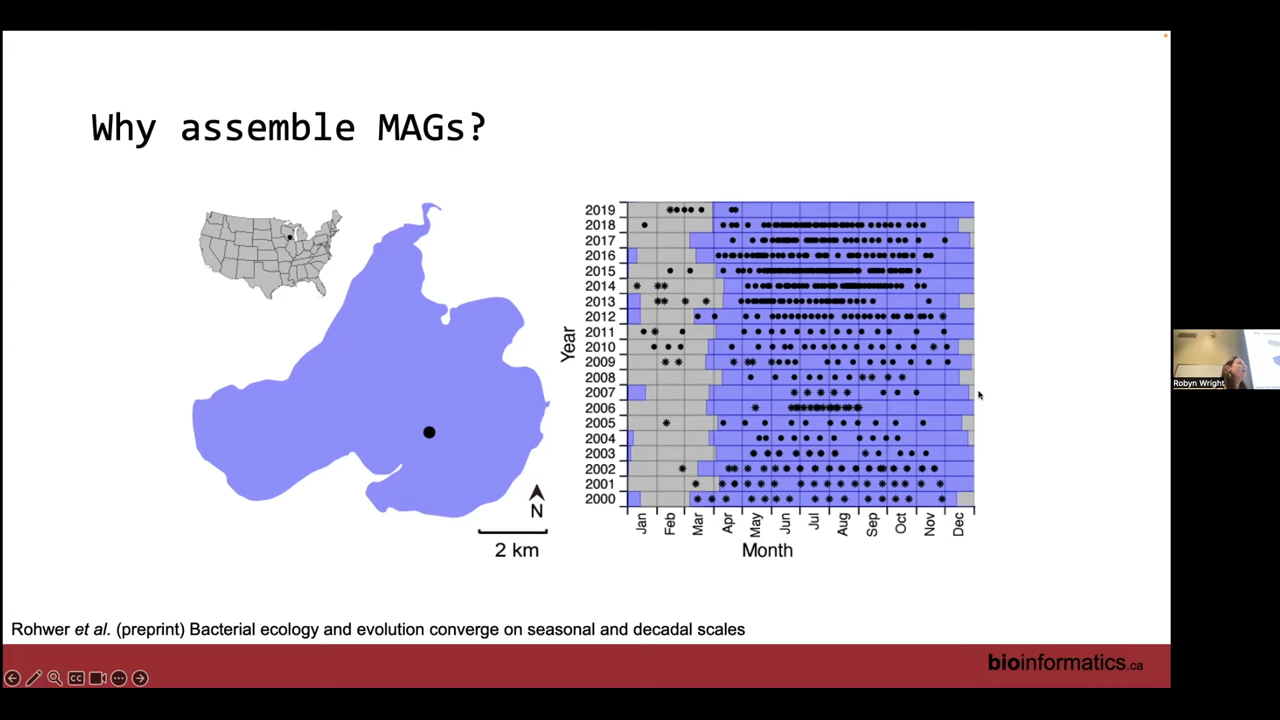 Why assemble MAGs?
N
2 km
Year
2019
2018
2017
2016
2015
2014
2013
2012
2011
2010
2009
2008
2007
2006
2005
2004
2003
2002
2001
2000
Jan Feb Mar Apr May Jun Jul Aug Sep Oct Nov Dec
Month
Robyn Wright
Rohwer et al. (preprint) Bacterial ecology and evolution converge on seasonal and decadal scales
bioinformatics.ca
CC